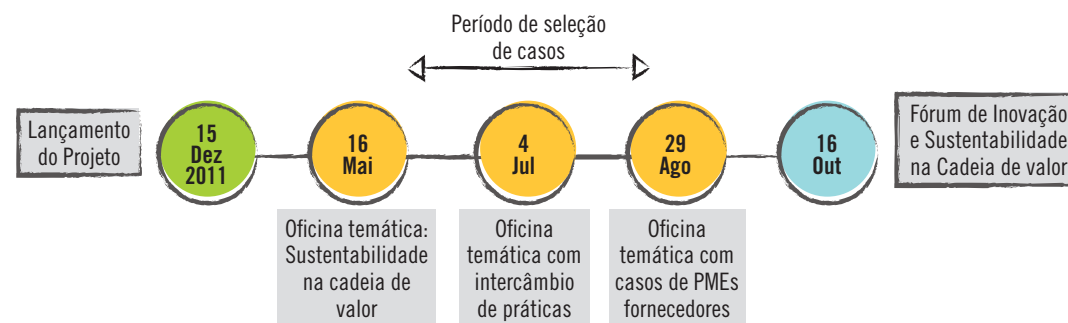 Período de seleção
de casos
Lançamento
do Projeto
15
Dez
2011
16
Mai
4
Jul
29
Ago
16
Out
Fórum de Inovação
e Sustentabilidade
na Cadeia de valor
Oficina temática:
Sustentabilidade
na cadeia de
valor
Oficina
temática com
intercâmbio
de práticas
Oficina
temática com
casos de PMEs
fornecedores